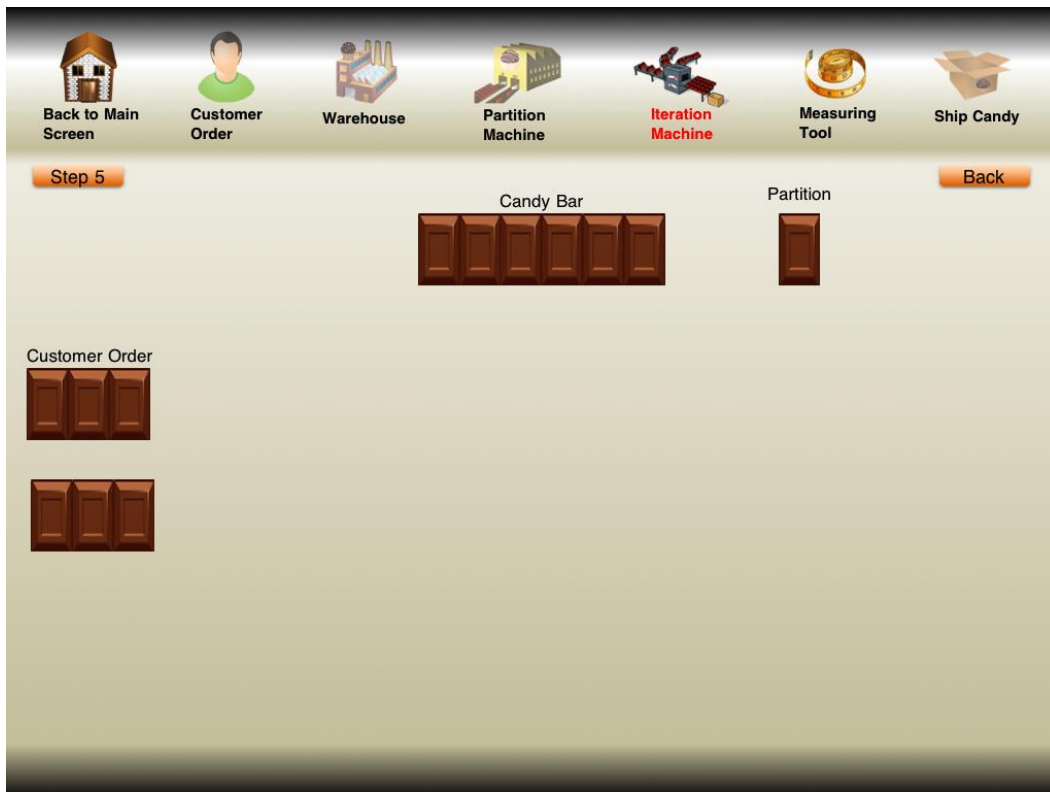 Back to Main
Screen
Customer
Order
Warehouse
Partition
Machine
Iteration
Machine
Measuring
Tool
Ship Candy
Step 5
Back
Candy Bar
Partition
Customer Order